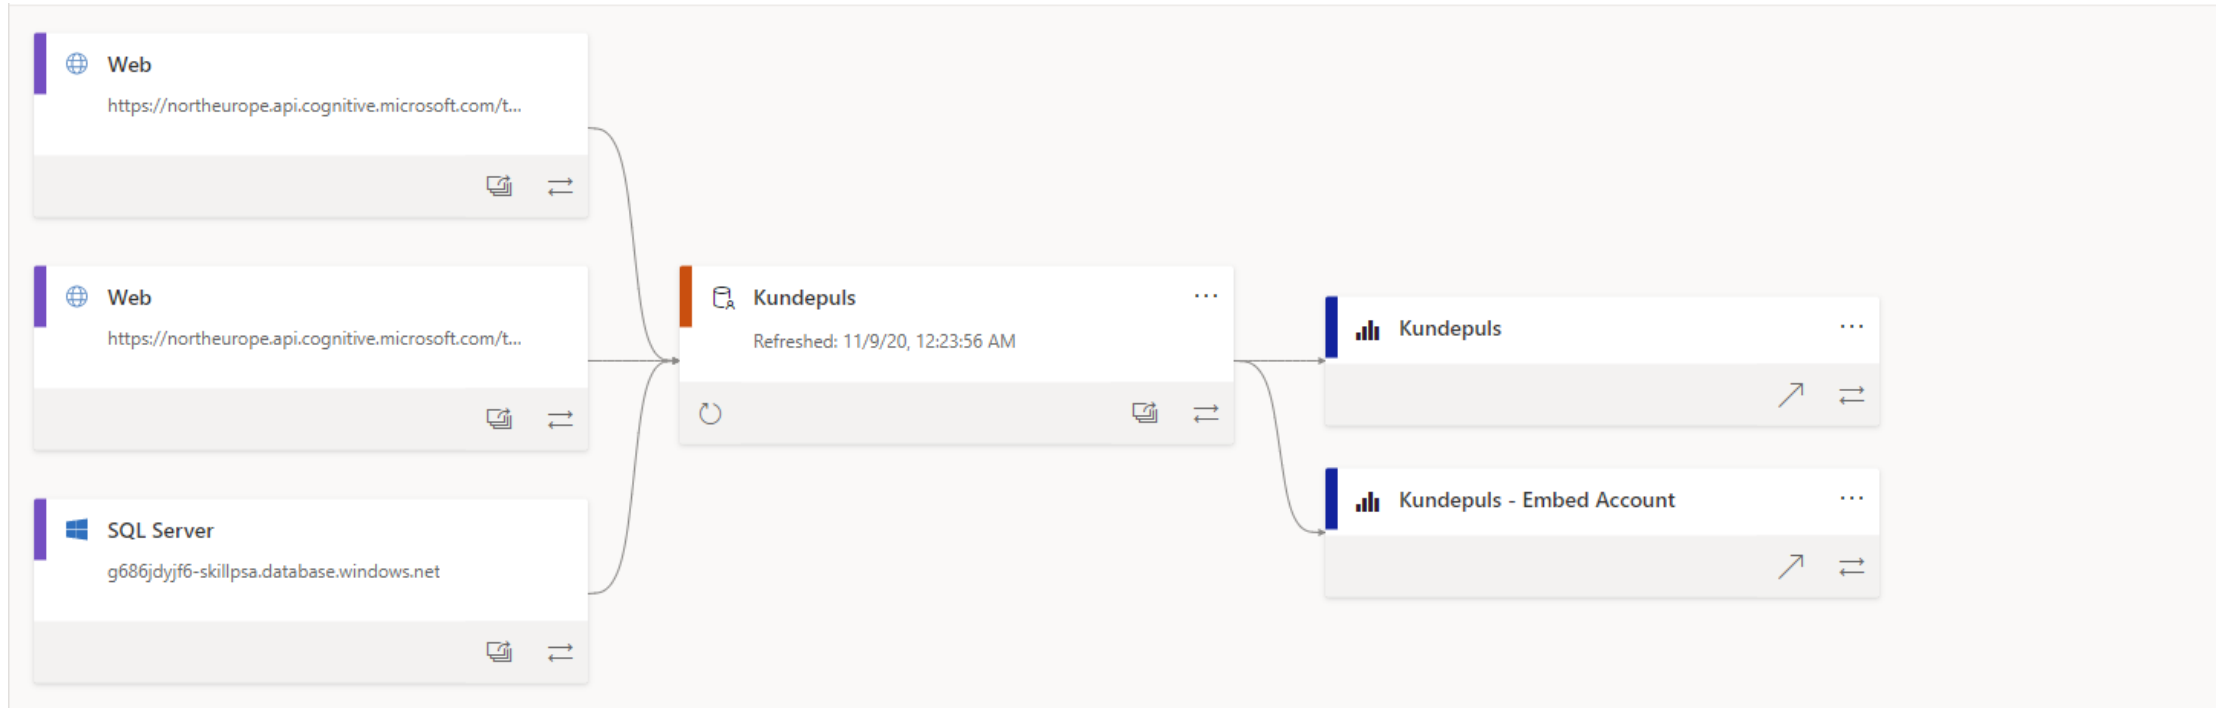 Web
https://northeurope.api.cognitive.microsoft.com/t...
Web
https://northeurope.api.cognitive.microsoft.com/t...
SQL Server
g686jdyjf6-skillpsa.database.windows.net
Kundepuls
Refreshed: 11/9/20, 12:23:56 AM
Kundepuls
Kundepuls - Embed Account